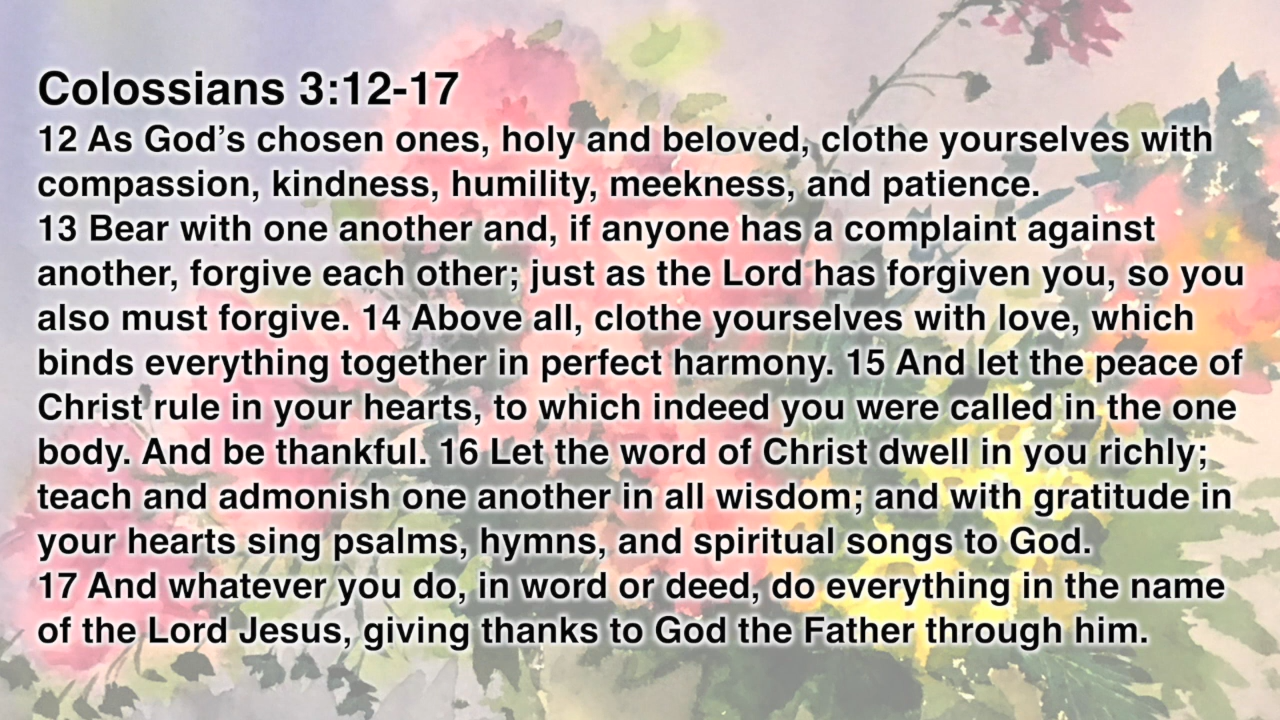 Colossians 3:12-17
12 As God’s chosen ones, holy and beloved, clothe yourselves with
compassion, kindness, humility, meekness, and patience.
13 Bear with one another and, if anyone has a complaint against
another, forgive each other; just as the Lord has forgiven you, so you
also must forgive. 14 Above all, clothe yourselves with love, which
binds everything together in perfect harmony. 15 And let the peace of
Christ rule in your hearts, to which indeed you were called in the one
body. And be thankful. 16 Let the word of Christ dwell in you richly;
teach and admonish one another in all wisdom; and with gratitude in
your hearts sing psalms, hymns, and spiritual songs to God.
17 And whatever you do, in word or deed, do everything in the name
of the Lord Jesus, giving thanks to God the Father through him.